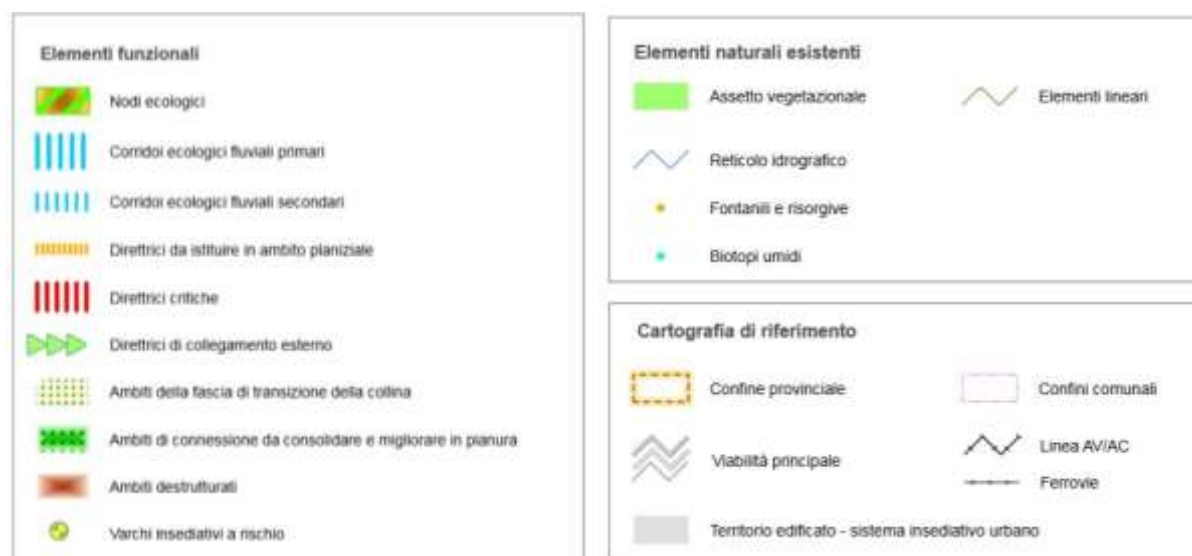 Elementi funzionali
Nodi ecologici
Corridoi ecologici fluviali primari
Corridoi ecologici fluviali secondari
Direttrici da istituire in ambito planiziale
Direttrici critiche
Direttrici di collegamento esterno
Ambiti della fascia di transizione della collina
Ambiti di connessione da consolidare e migliorare in pianura
Ambiti destrutturati
Varchi insediativi a rischio
Elementi naturali esistenti
Assetto vegetazionale
Elementi lineari
Reticolo idrografico
Fontanili e risorgive
Biotopi umidi
Cartografia di riferimento
Confine provinciale
Confini comunali
Viabilità principale
Linea AV/AC
Ferrovie
Territorio edificato - sistema insediativo urbano